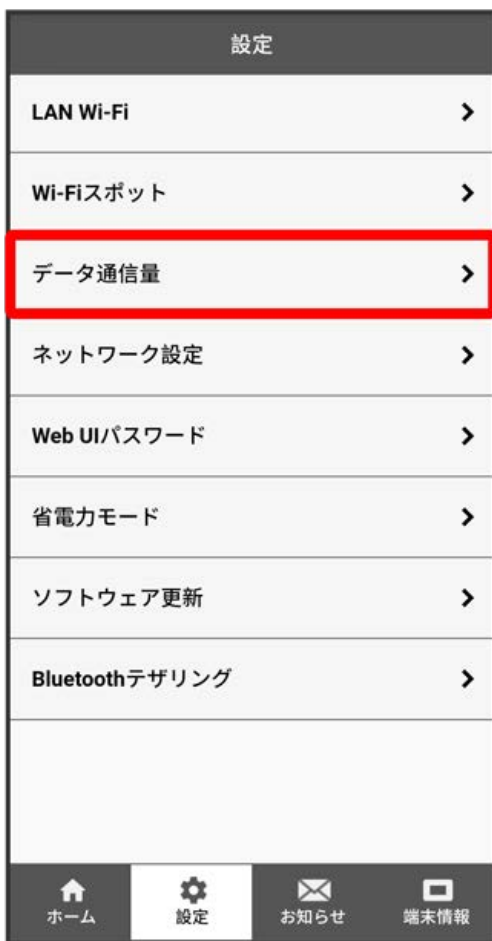 設定
LAN Wi-Fi
Wi-Fiスポット
データ通信量
ネットワーク設定
Web UIパスワード
省電力モード
ソフトウェア更新
Bluetoothテザリング
ホーム
設定
お知らせ
端末情報